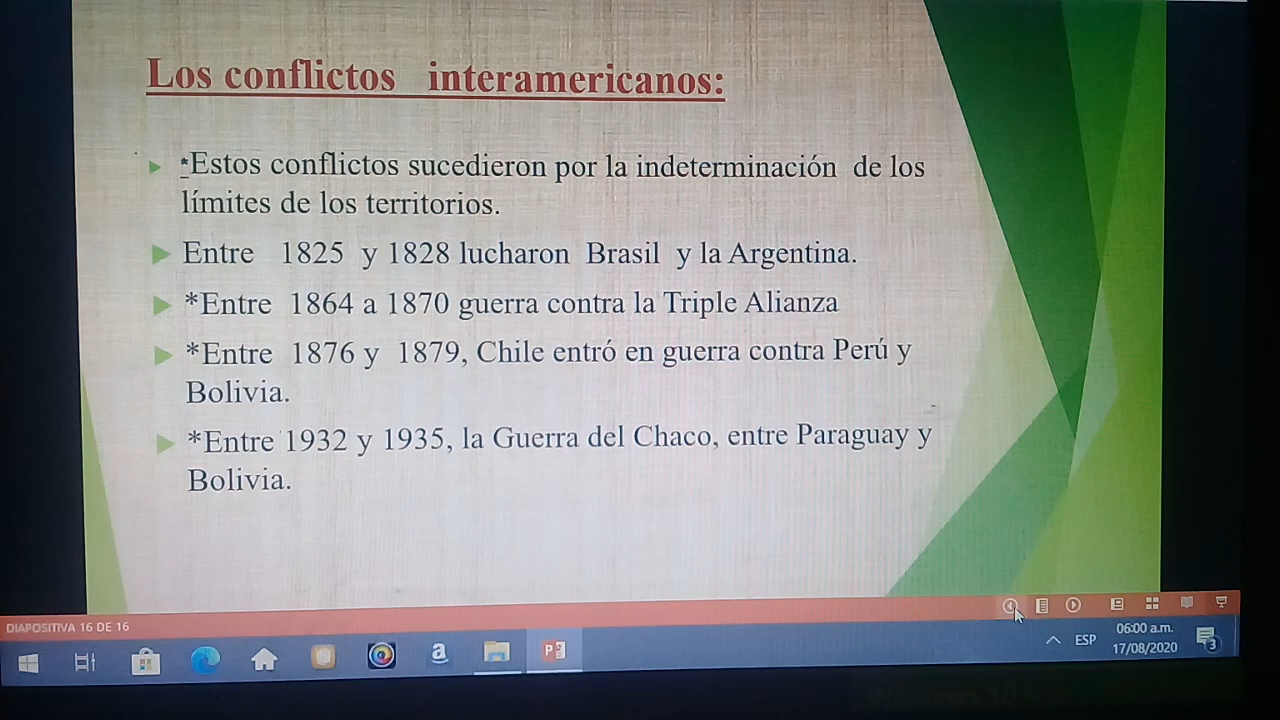 Los conflictos interamericanos:
*Estos conflictos sucedieron por la indeterminación de los
límites de los territorios.
Entre 1825 y 1828 lucharon Brasil y la Argentina.
*Entre 1864 a 1870 guerra contra la Triple Alianza
*Entre 1876 y 1879, Chile entró en guerra contra Perú y
Bolivia.
*Entre 1932 y 1935, la Guerra del Chaco, entre Paraguay y
Bolivia.
DIAPOSITIVA 16 DE 16
ESP
06:00 a.m.
17/08/2020
3